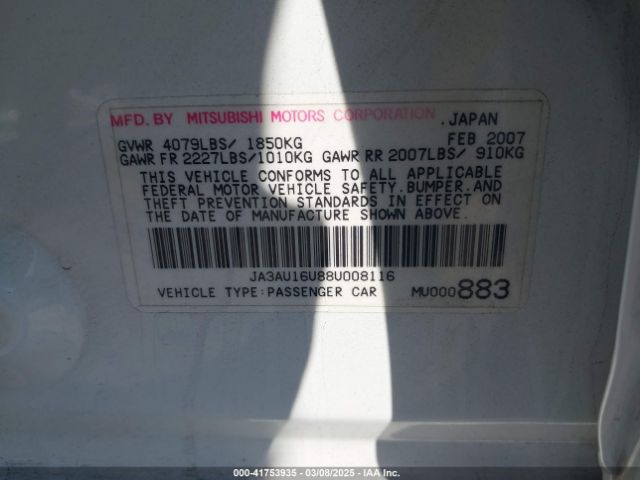 MFD.BY MITSUBISHI MOTORS CORPORATION.JAPAN
GVWR 4079LBS/ 1850KG FEB 2007
GAWR FR 2227LBS/1010KG GAWR RR 2007LBS/ 910KG
THIS VEHICLE CONFORMS TO ALL APPLICABLE
FEDERAL MOTOR VEHICLE SAFETY.BUMPER.AND
THEFT PREVENTION STANDARDS IN EFFECT ON
THE DATE OF MANUFACTURE SHOWN ABOVE.
JA3AU16U88U008116
VEHICLE TYPE:PASSENGER CAR MU000883
000-41753935 - 03/08/2025 - IAA Inc.